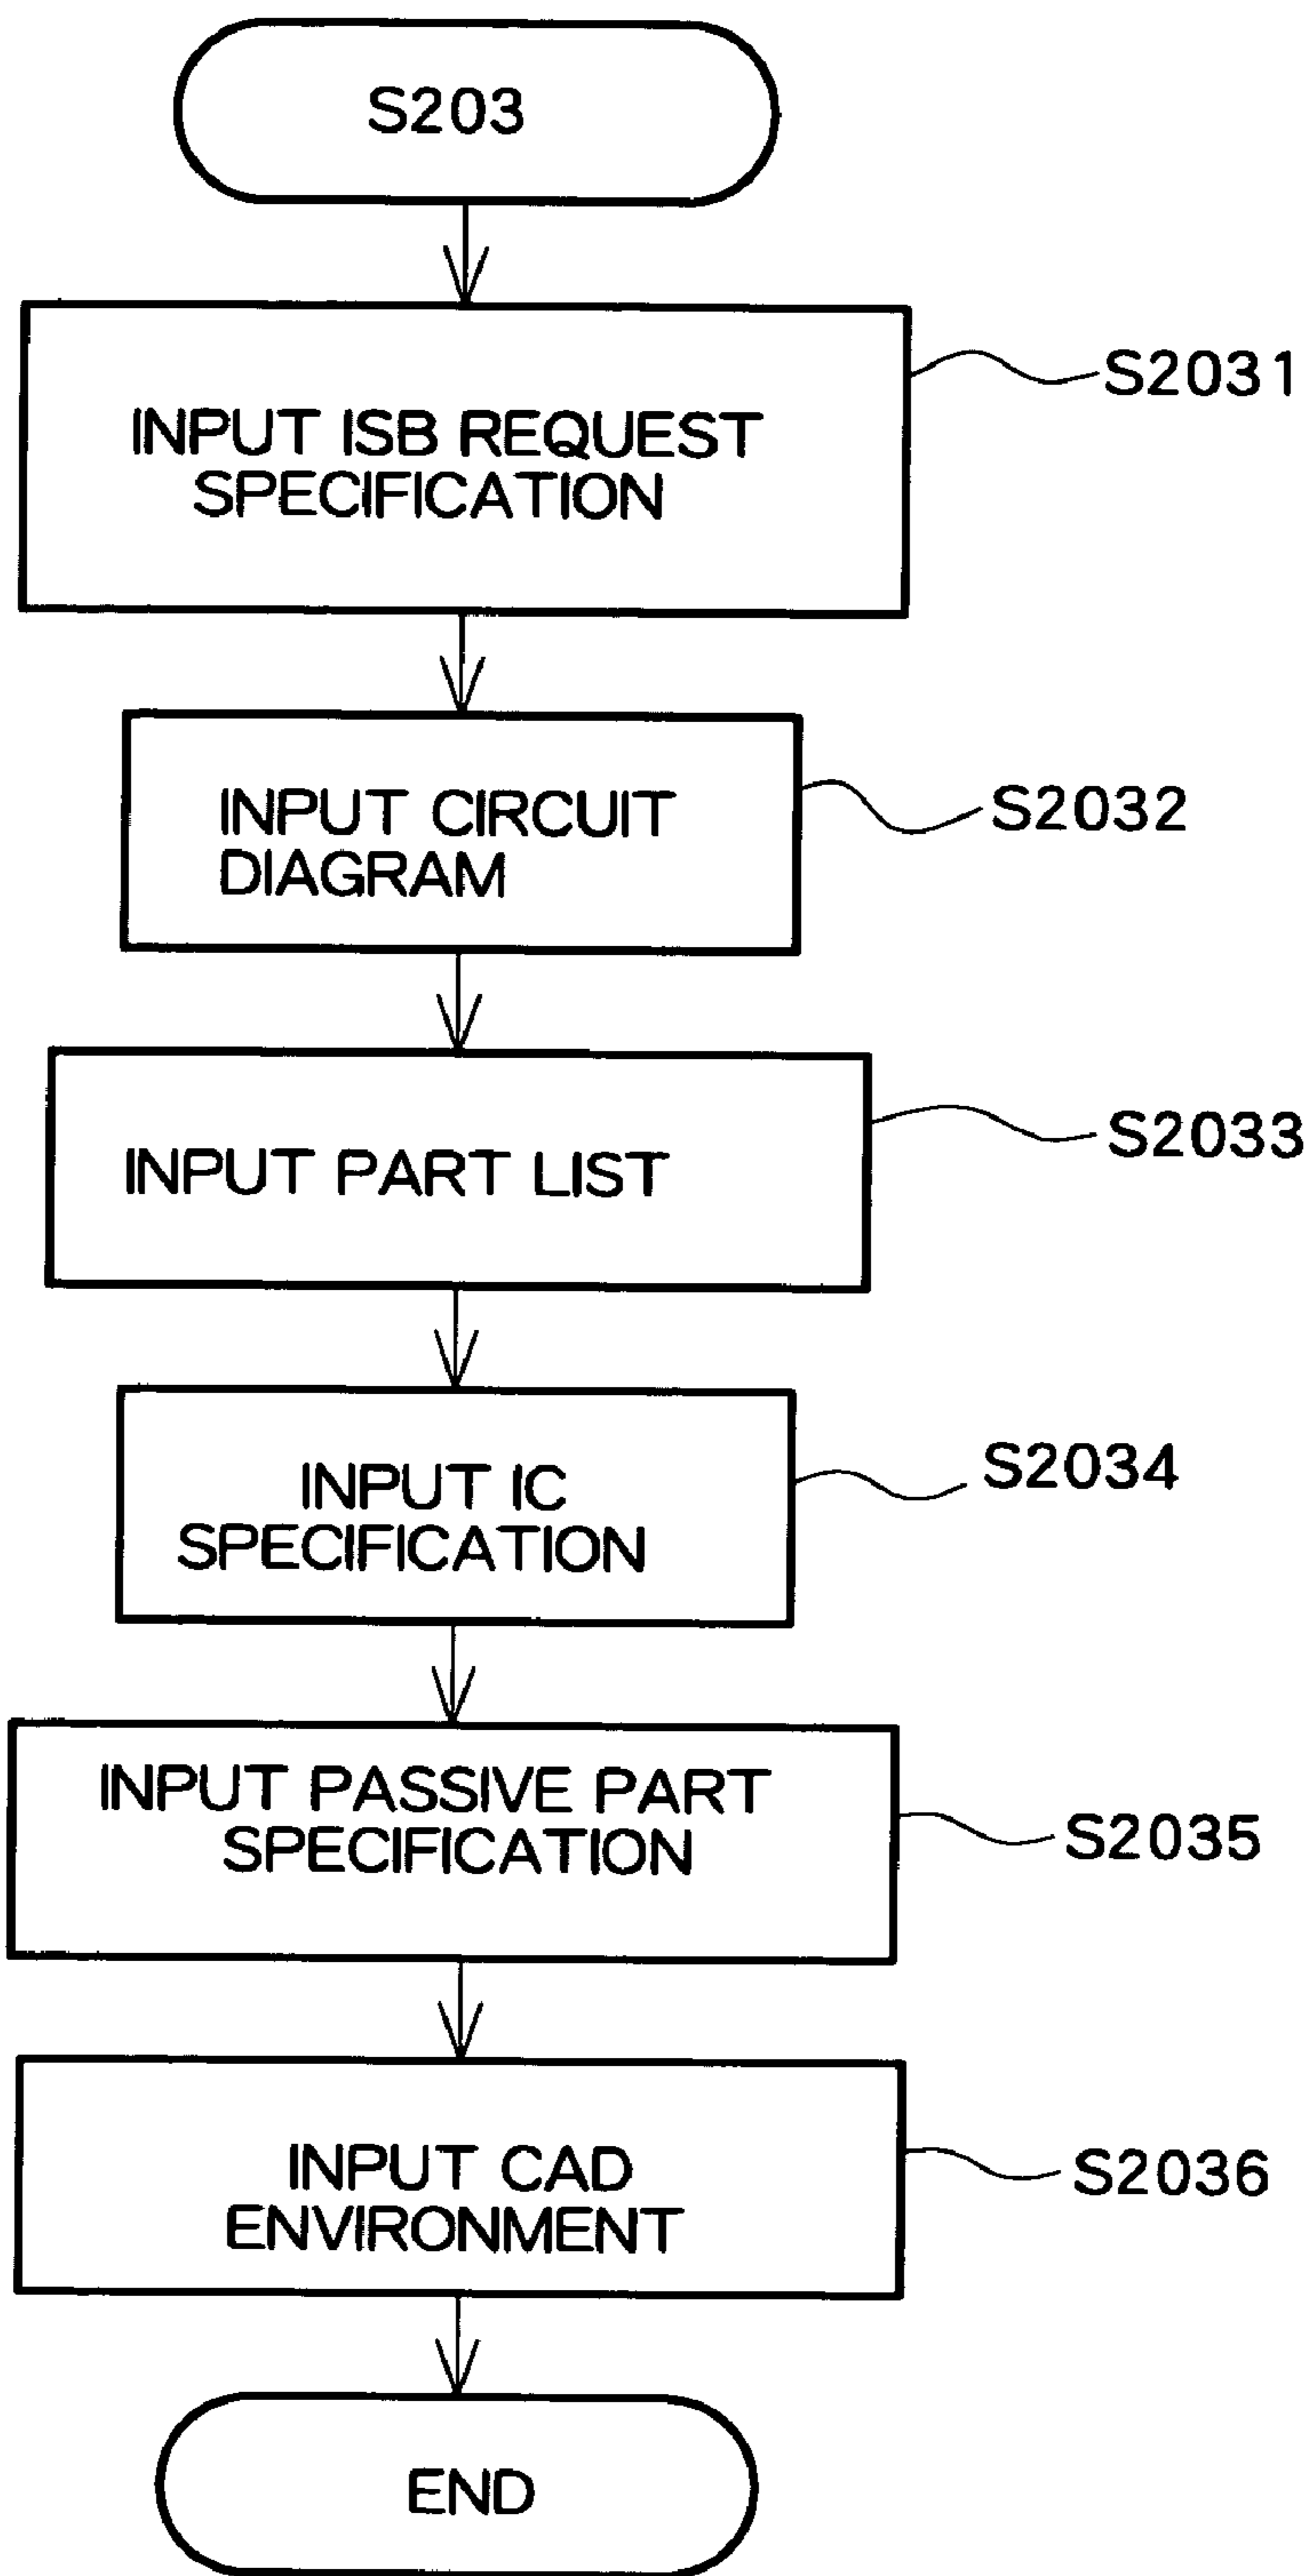 S203
INPUT ISB REQUEST
SPECIFICATION
S2031
INPUT CIRCUIT
DIAGRAM
S2032
INPUT PART LIST
S2033
INPUT IC
SPECIFICATION
S2034
INPUT PASSIVE PART
SPECIFICATION
S2035
INPUT CAD
ENVIRONMENT
S2036
END